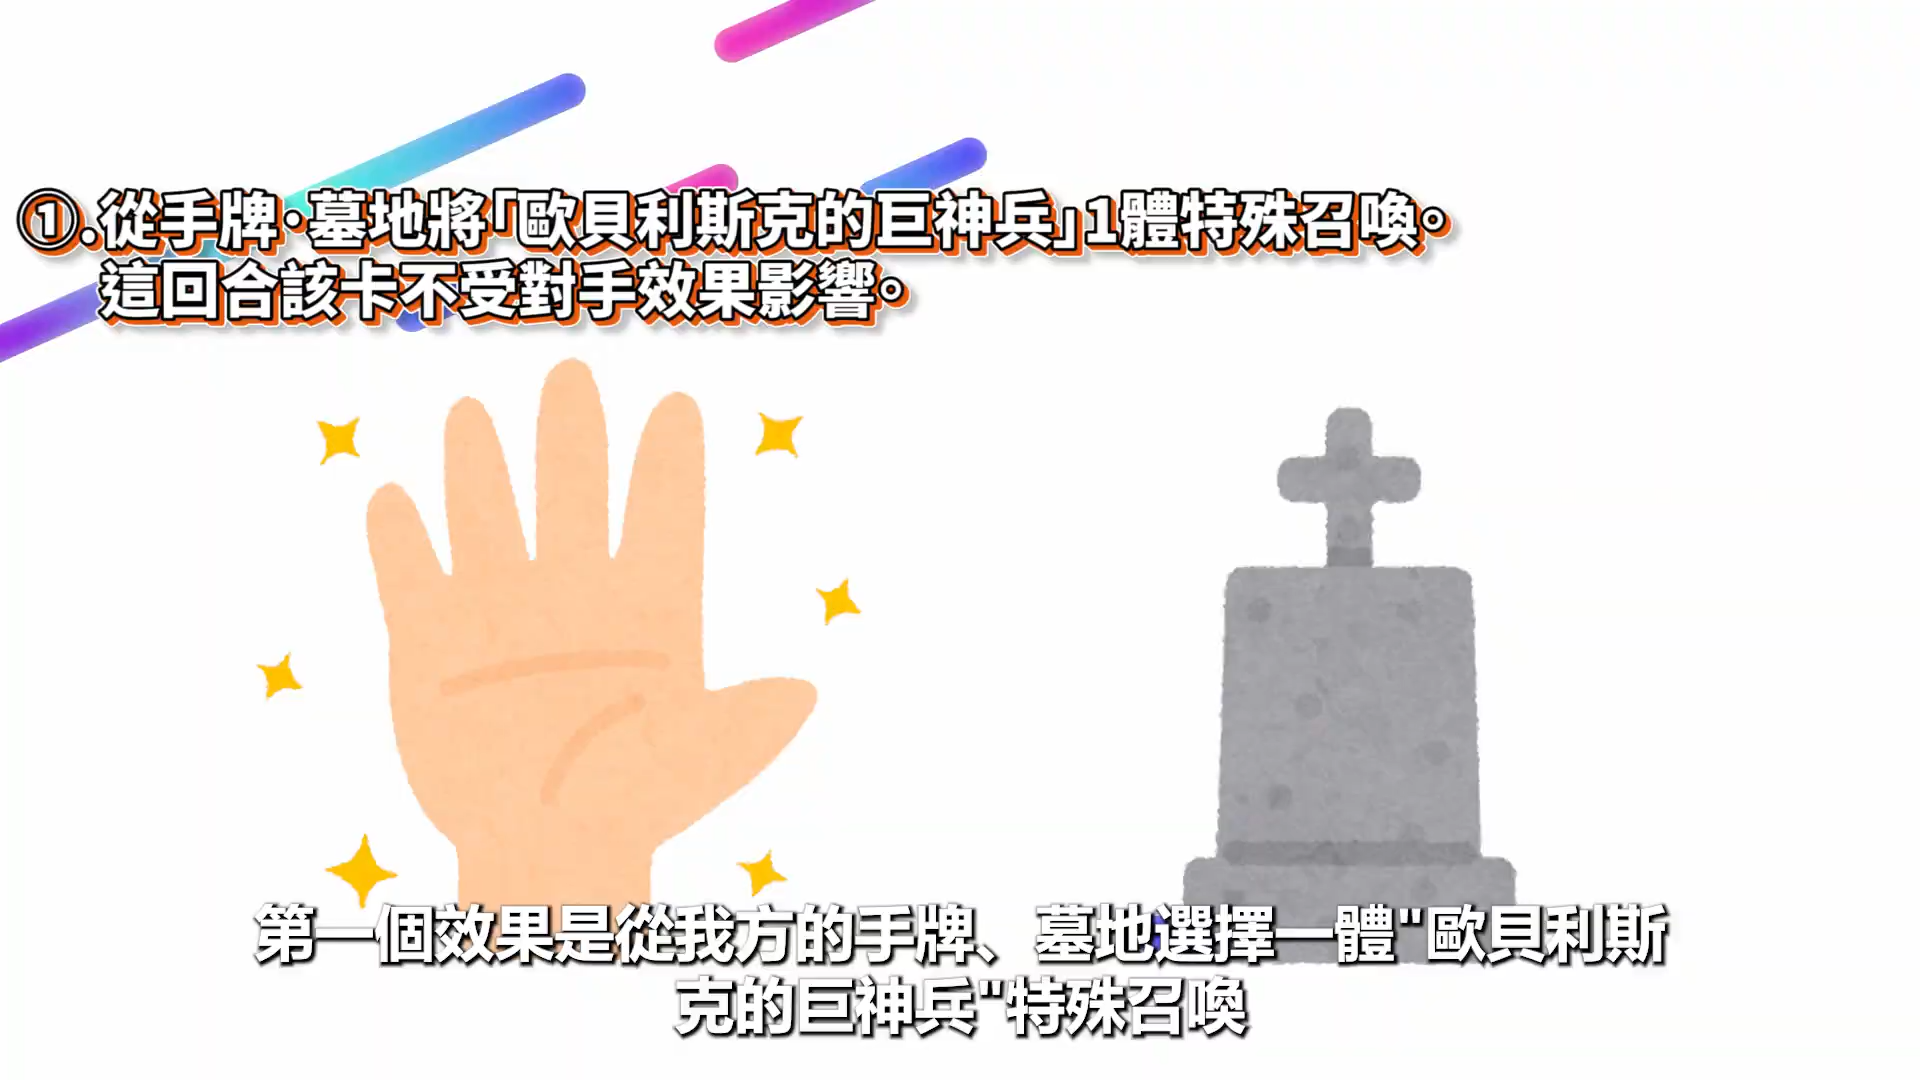 ①.從手牌·墓地將「歐貝利斯克的巨神兵」1體特殊召喚。
這回合該卡不受對手效果影響。
第一個效果是從我方的手牌、墓地選擇一體"歐貝利斯
克的巨神兵"特殊召喚